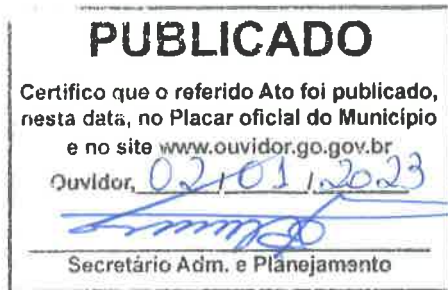 PUBLICADO
Certifico que o referido Ato foi publicado,
nesta data, no Placar oficial do Município
e no site www.ouvidor.go.gov.br
Ouvidor, 02/01/2023
Secretário Adm. e Planejamento